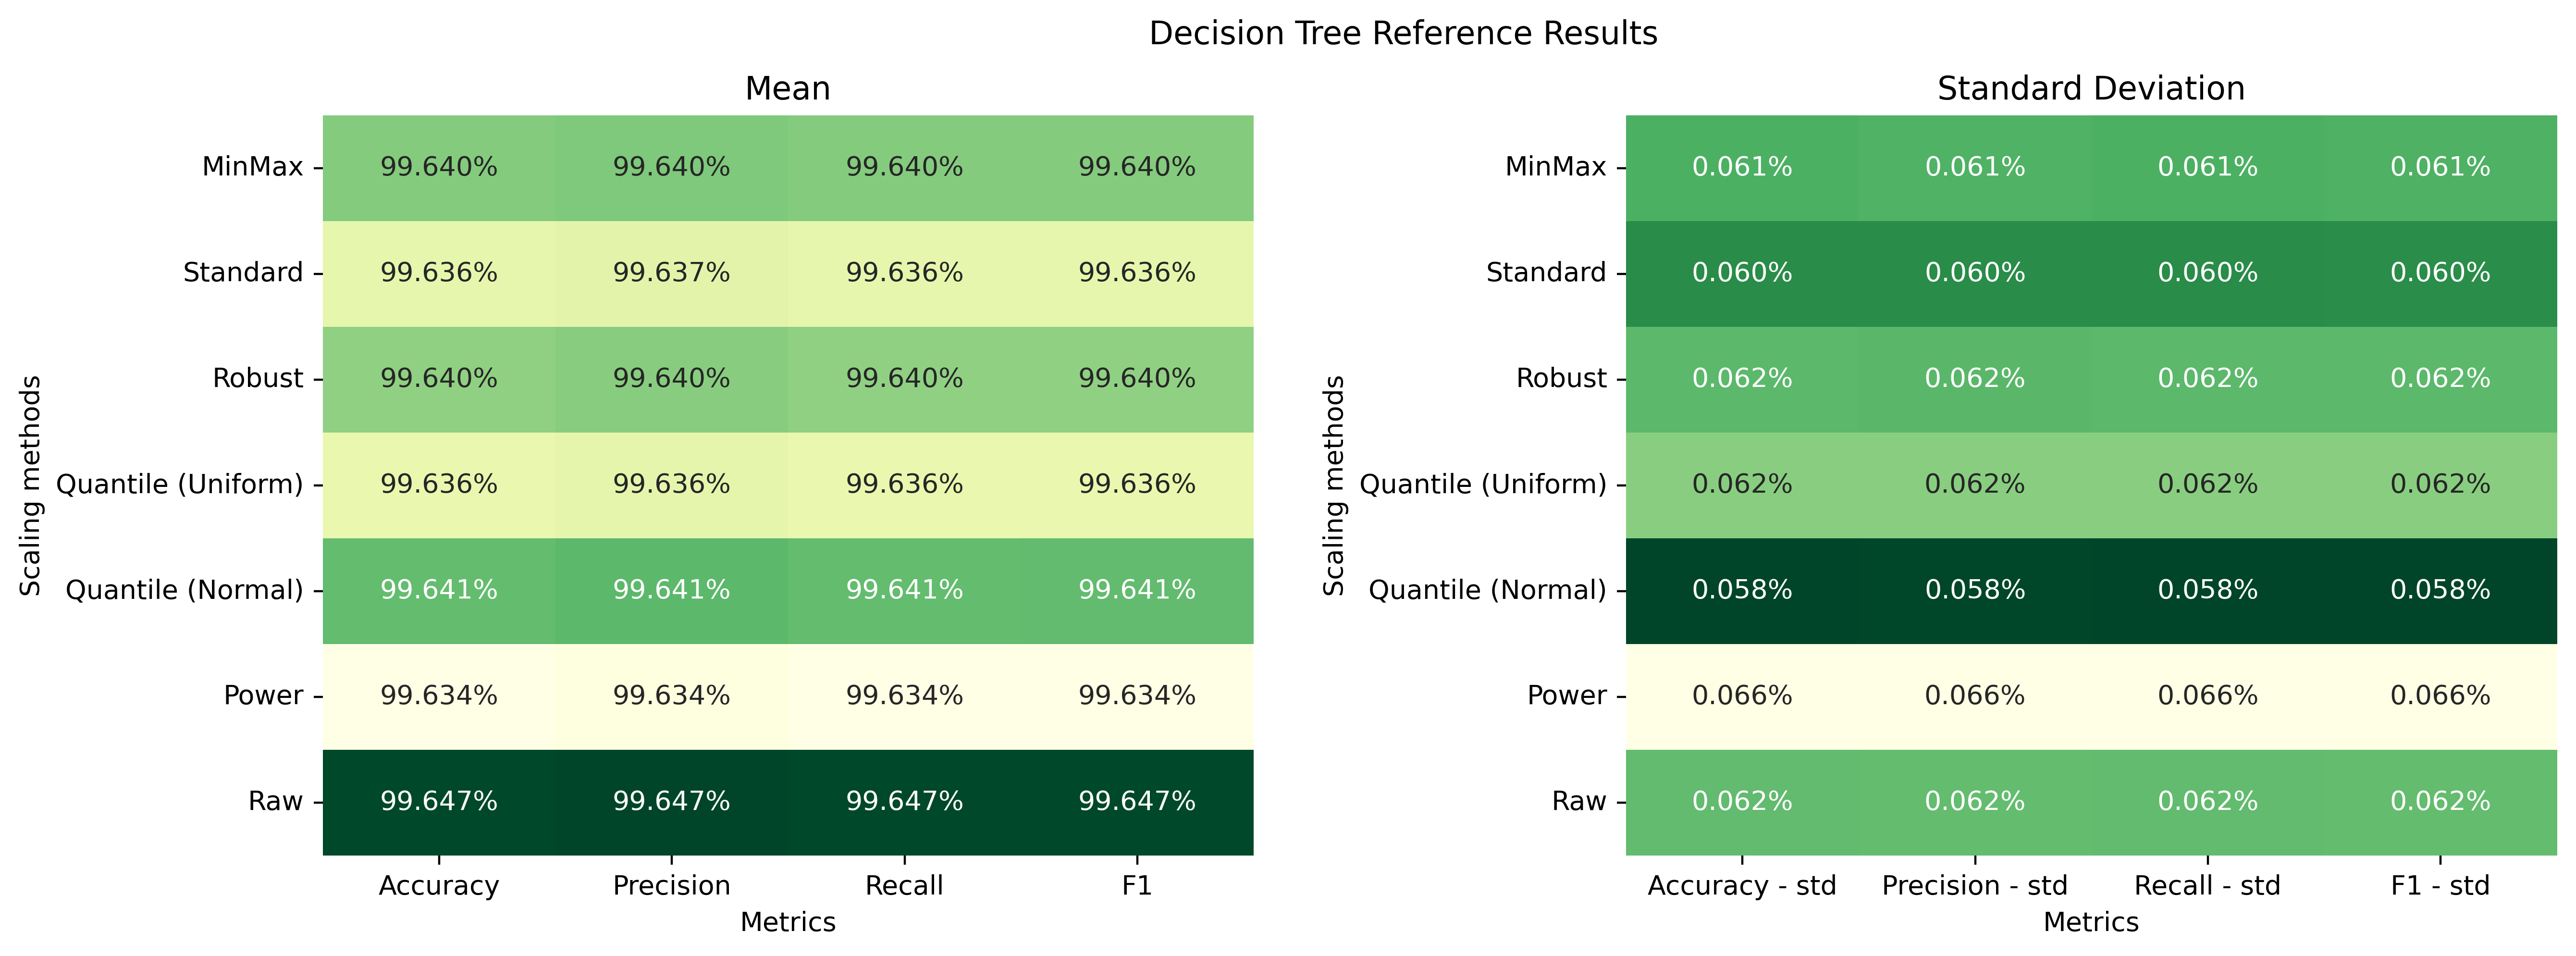 Decision Tree Reference Results
Mean
Scaling methods
MinMax 99.640% 99.640% 99.640% 99.640%
Standard 99.636% 99.637% 99.636% 99.636%
Robust 99.640% 99.640% 99.640% 99.640%
Quantile (Uniform) 99.636% 99.636% 99.636% 99.636%
Quantile (Normal) 99.641% 99.641% 99.641% 99.641%
Power 99.634% 99.634% 99.634% 99.634%
Raw 99.647% 99.647% 99.647% 99.647%
Accuracy Precision Recall F1
Metrics
Standard Deviation
Scaling methods
MinMax 0.061% 0.061% 0.061% 0.061%
Standard 0.060% 0.060% 0.060% 0.060%
Robust 0.062% 0.062% 0.062% 0.062%
Quantile (Uniform) 0.062% 0.062% 0.062% 0.062%
Quantile (Normal) 0.058% 0.058% 0.058% 0.058%
Power 0.066% 0.066% 0.066% 0.066%
Raw 0.062% 0.062% 0.062% 0.062%
Accuracy - std Precision - std Recall - std F1 - std
Metrics